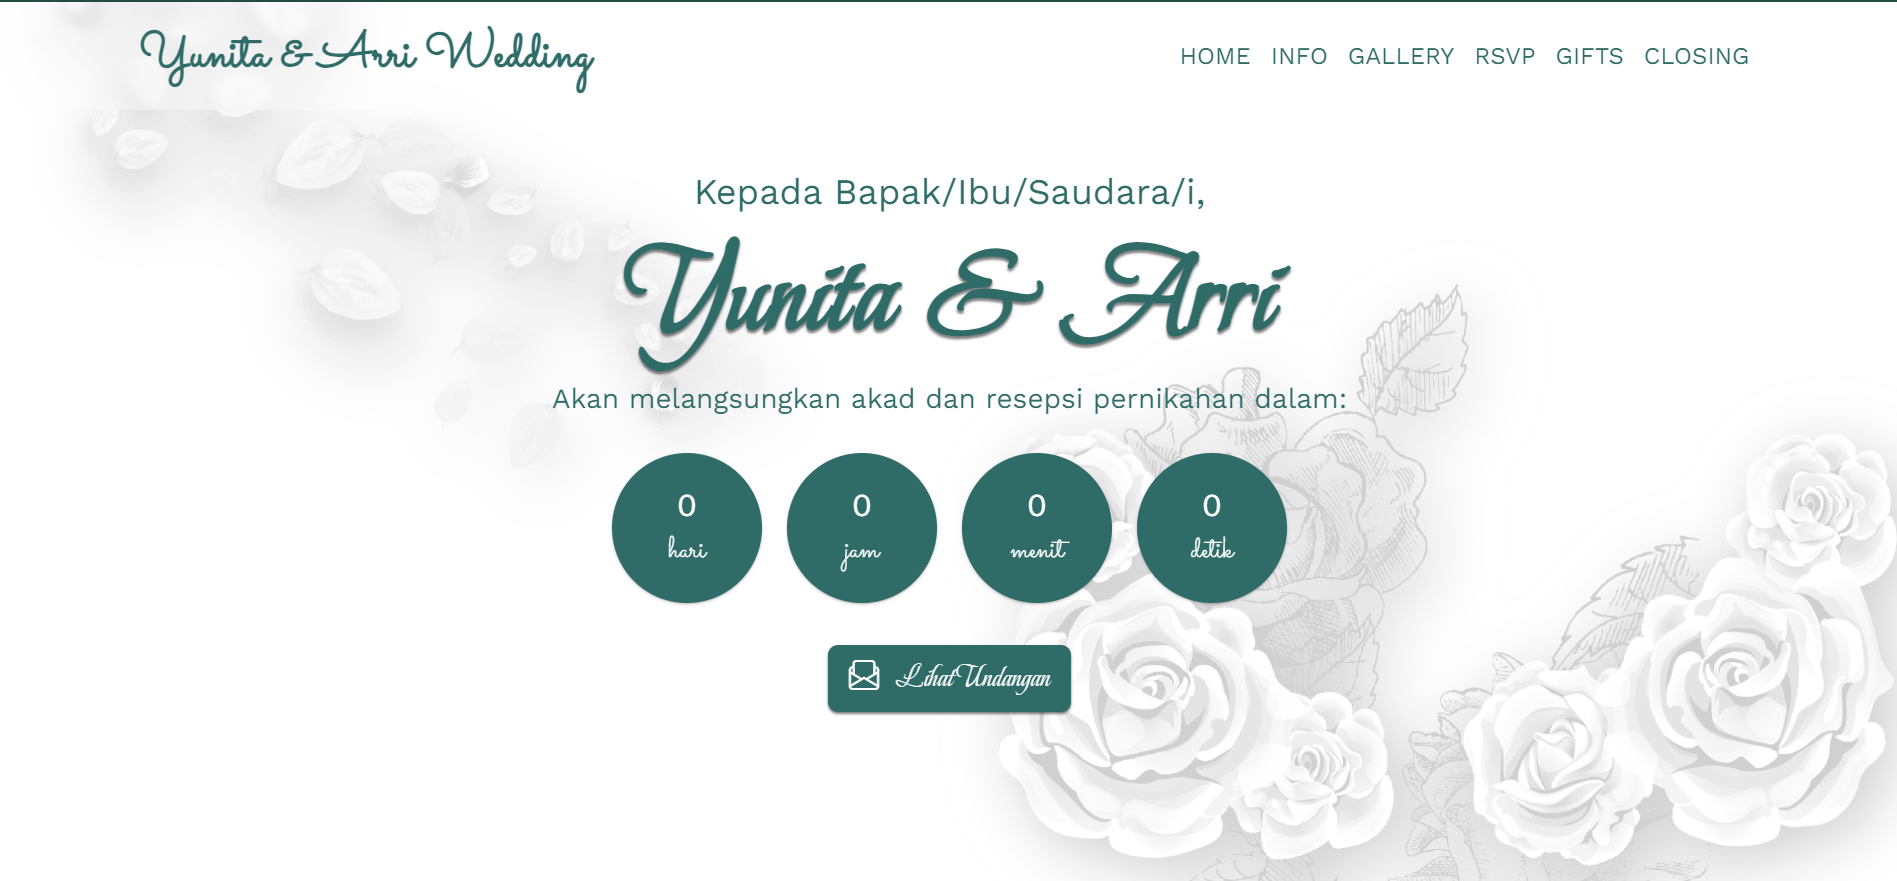 Yunita & Arri Wedding
HOME INFO GALLERY RSVP GIFTS CLOSING
Kepada Bapak/Ibu/Saudara/i,
Yunita & Arri
Akan melangsungkan akad dan resepsi pernikahan dalam:
0 0 0 0
hari jam menit detik
Lihat Undangan